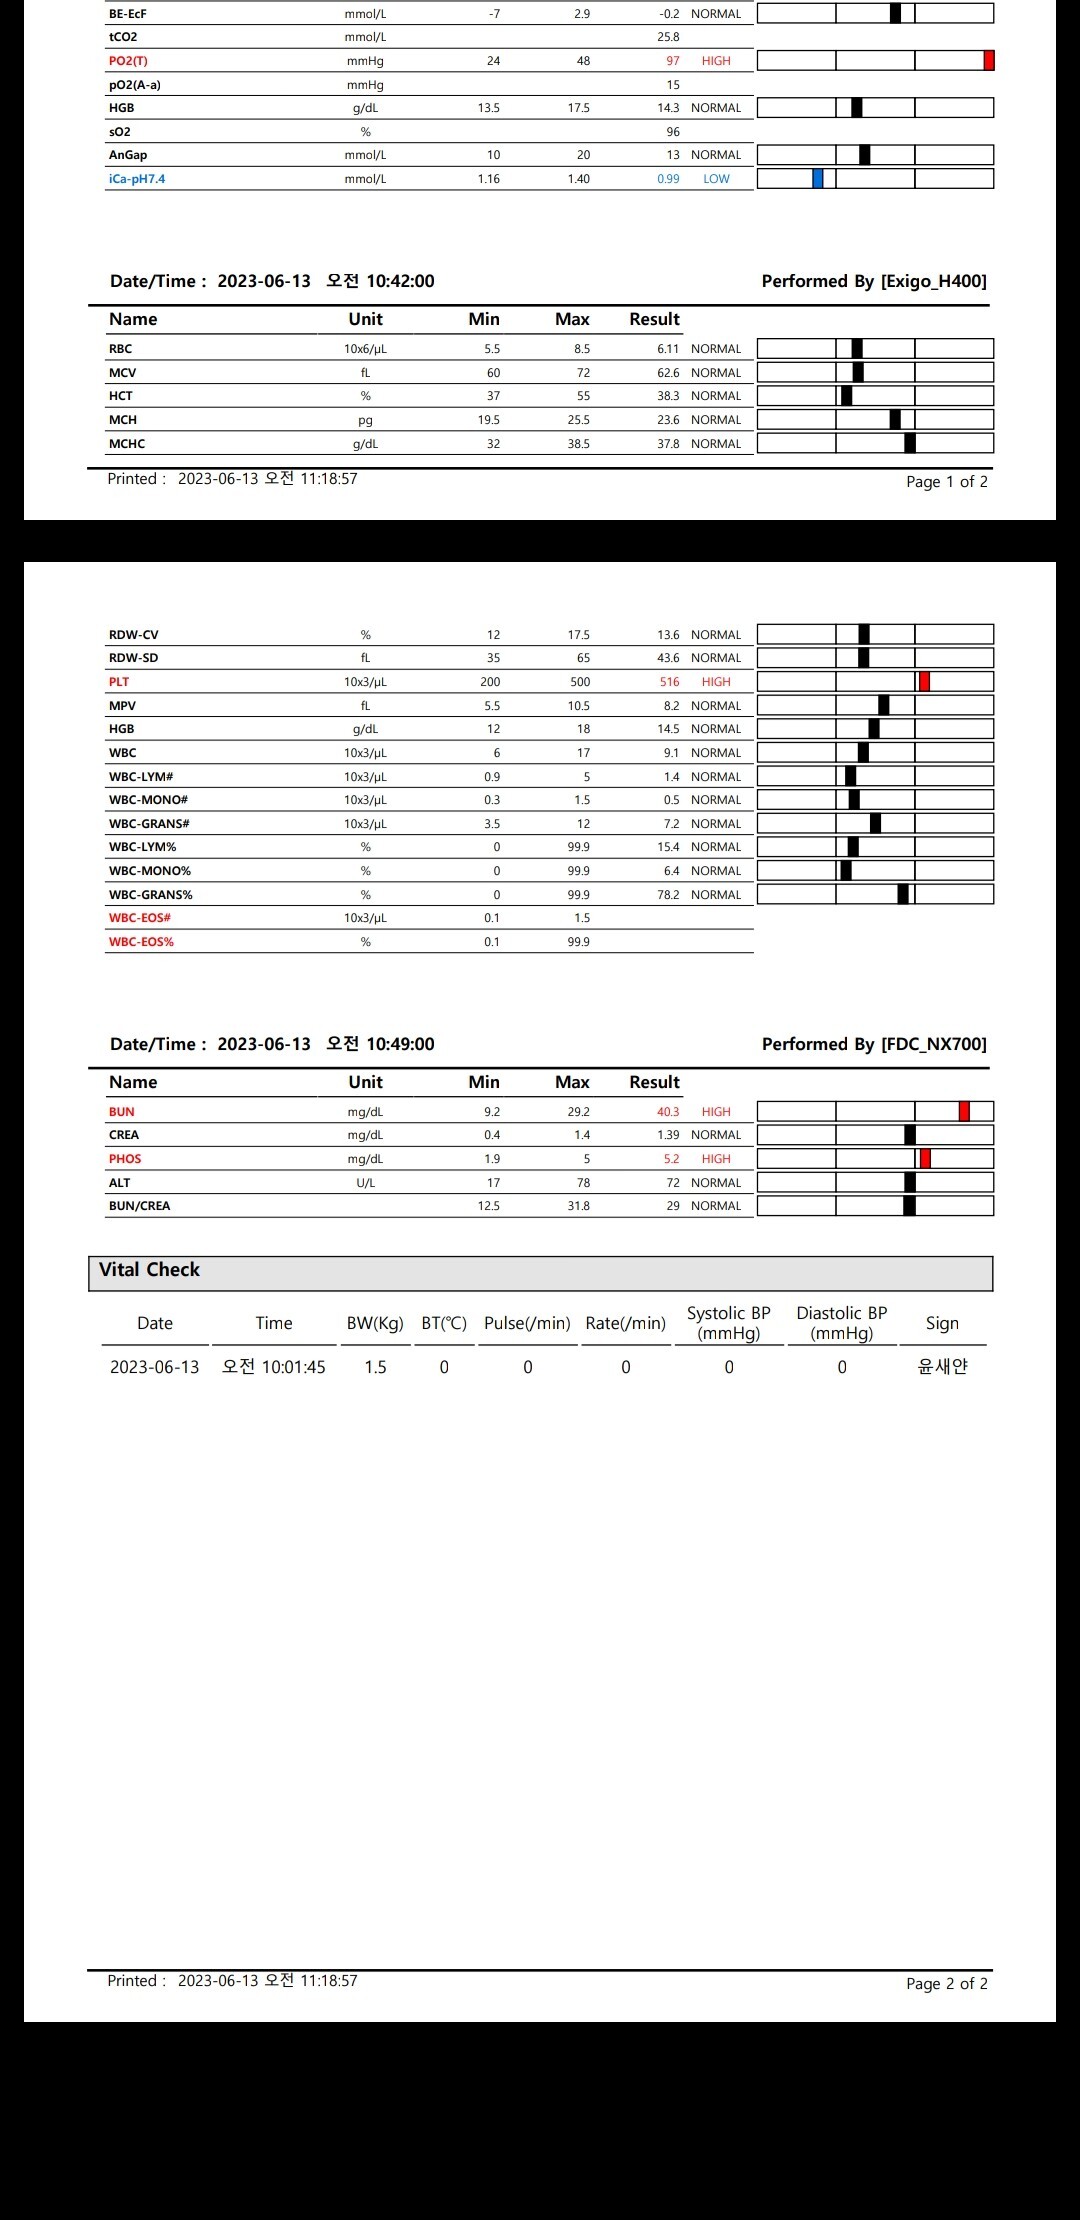 BE-EcF mmol/L -7 2.9 -0.2 NORMAL
tCO2 mmol/L 25.8
PO2(T) mmHg 24 48 97 HIGH
pO2(A-a) mmHg 15
HGB g/dL 13.5 17.5 14.3 NORMAL
sO2 % 96
AnGap mmol/L 10 20 13 NORMAL
iCa-pH7.4 mmol/L 1.16 1.40 0.99 LOW
Date/Time : 2023-06-13 오전 10:42:00 Performed By [Exigo_H400]
Name Unit Min Max Result
RBC 10x6/µL 5.5 8.5 6.11 NORMAL
MCV fL 60 72 62.6 NORMAL
HCT % 37 55 38.3 NORMAL
MCH pg 19.5 25.5 23.6 NORMAL
MCHC g/dL 32 38.5 37.8 NORMAL
Printed : 2023-06-13 오전 11:18:57 Page 1 of 2
RDW-CV % 12 17.5 13.6 NORMAL
RDW-SD fL 35 65 43.6 NORMAL
PLT 10x3/µL 200 500 516 HIGH
MPV fL 5.5 10.5 8.2 NORMAL
HGB g/dL 12 18 14.5 NORMAL
WBC 10x3/µL 6 17 9.1 NORMAL
WBC-LYM# 10x3/µL 0.9 5 1.4 NORMAL
WBC-MONO# 10x3/µL 0.3 1.5 0.5 NORMAL
WBC-GRANS# 10x3/µL 3.5 12 7.2 NORMAL
WBC-LYM% % 0 99.9 15.4 NORMAL
WBC-MONO% % 0 99.9 6.4 NORMAL
WBC-GRANS% % 0 99.9 78.2 NORMAL
WBC-EOS# 10x3/µL 0.1 1.5
WBC-EOS% % 0.1 99.9
Date/Time : 2023-06-13 오전 10:49:00 Performed By [FDC_NX700]
Name Unit Min Max Result
BUN mg/dL 9.2 29.2 40.3 HIGH
CREA mg/dL 0.4 1.4 1.39 NORMAL
PHOS mg/dL 1.9 5 5.2 HIGH
ALT U/L 17 78 72 NORMAL
BUN/CREA 12.5 31.8 29 NORMAL
Vital Check
Date Time BW(Kg) BT(℃) Pulse(/min) Rate(/min) Systolic BP (mmHg) Diastolic BP (mmHg) Sign
2023-06-13 오전 10:01:45 1.5 0 0 0 0 0 윤새얀
Printed : 2023-06-13 오전 11:18:57 Page 2 of 2